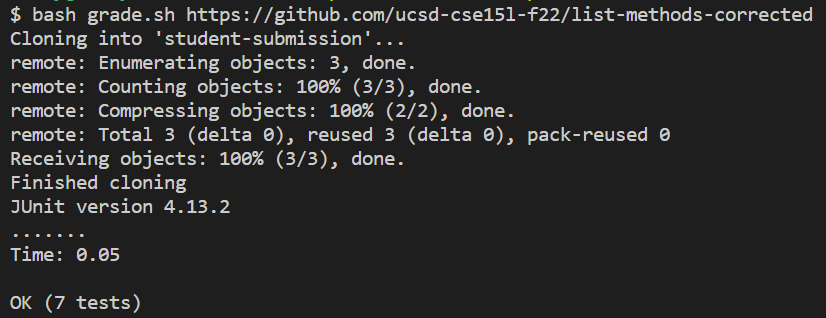 $ bash grade.sh https://github.com/ucsd-cse15l-f22/list-methods-corrected
Cloning into 'student-submission'...
remote: Enumerating objects: 3, done.
remote: Counting objects: 100% (3/3), done.
remote: Compressing objects: 100% (2/2), done.
remote: Total 3 (delta 0), reused 3 (delta 0), pack-reused 0
Receiving objects: 100% (3/3), done.
Finished cloning
JUnit version 4.13.2
.......
Time: 0.05

OK (7 tests)